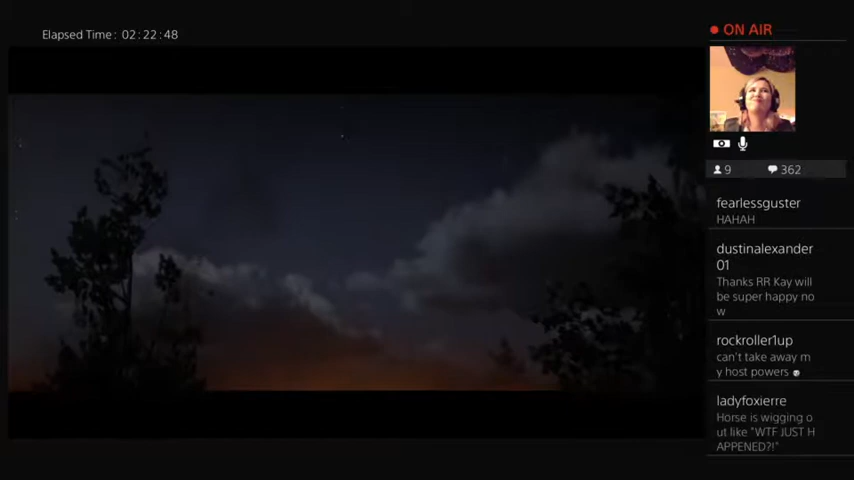 Elapsed Time: 02:22:48
ON AIR
9 362
fearlessguster
HAHAH
dustinalexander
01
Thanks RR Kay will
be super happy no
w
rockroller1up
can't take away m
y host powers
ladyfoxierre
Horse is wigging o
ut like "WTF JUST H
APPENED?!"